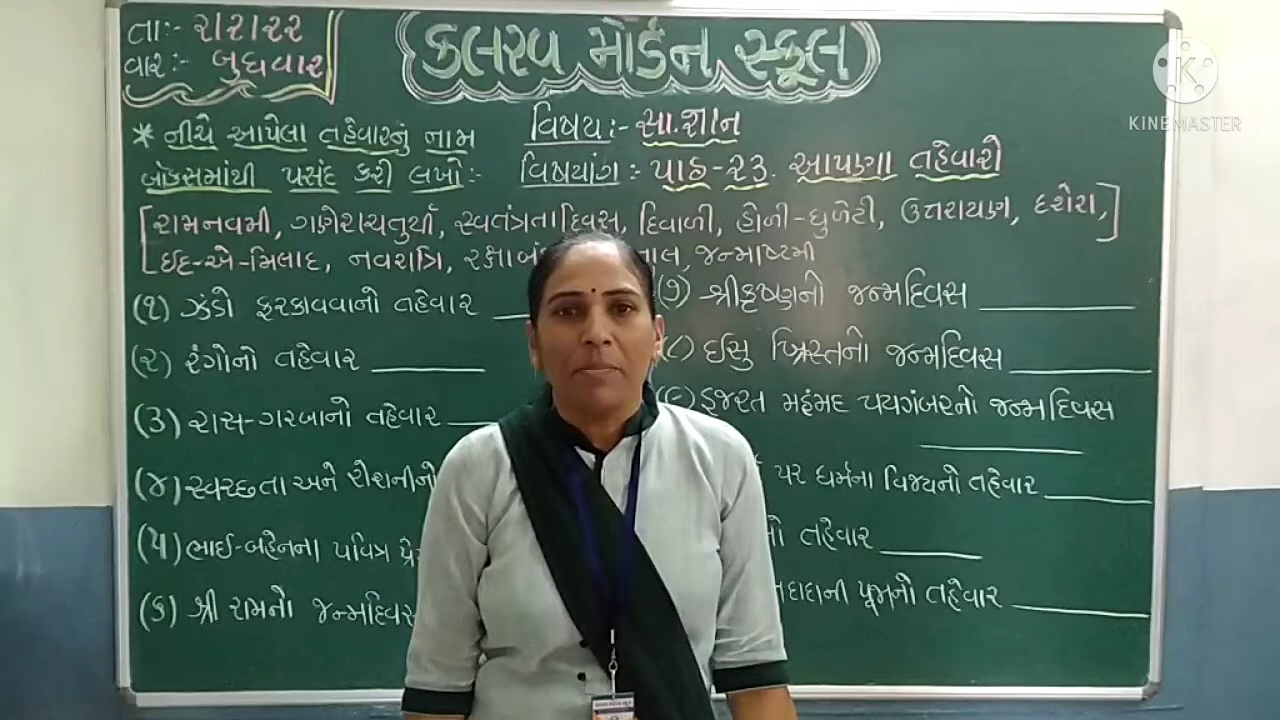 તા:- ૨/૨/૨૨
વાર:- બુધવાર
કલરવ મોર્ડન સ્કૂલ
KINEMASTER
વિષય:- સા.જ્ઞાન
વિષયાંગ:- પાઠ-૨૩. આપણા તહેવારો
* નીચે આપેલા તહેવારનું નામ
બોક્સમાંથી પસંદ કરી લખો:-
[રામનવમી, ગણેશચતુર્થી, સ્વતંત્રતાદિવસ, દિવાળી, હોળી-ધુળેટી, ઉત્તરાયણ, દશેરા,]
ઈદ-એ-મિલાદ, નવરાત્રિ, જન્માષ્ટમી
(૧) ઝંડો ફરકાવવાનો તહેવાર
(૨) રંગોનો તહેવાર
(૩) રાસ-ગરબાનો તહેવાર
(૪) સ્વચ્છતા અને રોશનીનો
(૫) ભાઈ-બહેનના પવિત્ર
(૬) શ્રી રામનો જન્મદિવસ
(૭) શ્રીકૃષ્ણનો જન્મદિવસ
(૮) ઈસુ ખ્રિસ્તનો જન્મદિવસ
(૯) હજરત મહંમદ પયગંબરનો જન્મદિવસ
પર ધર્મના વિજયનો તહેવાર
તહેવાર
પૂજાનો તહેવાર